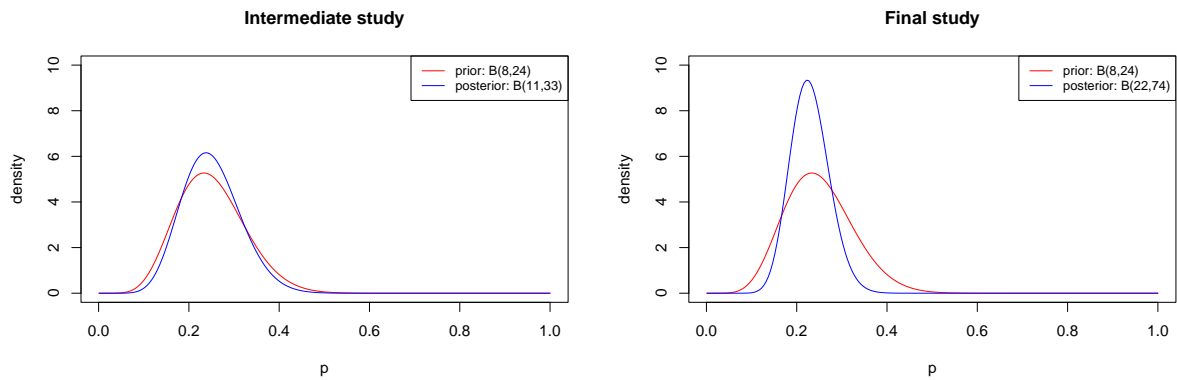 Intermediate study
prior: B(8,24)
posterior: B(11,33)
density
0 2 4 6 8 10
0.0 0.2 0.4 0.6 0.8 1.0
p
Final study
prior: B(8,24)
posterior: B(22,74)
density
0 2 4 6 8 10
0.0 0.2 0.4 0.6 0.8 1.0
p